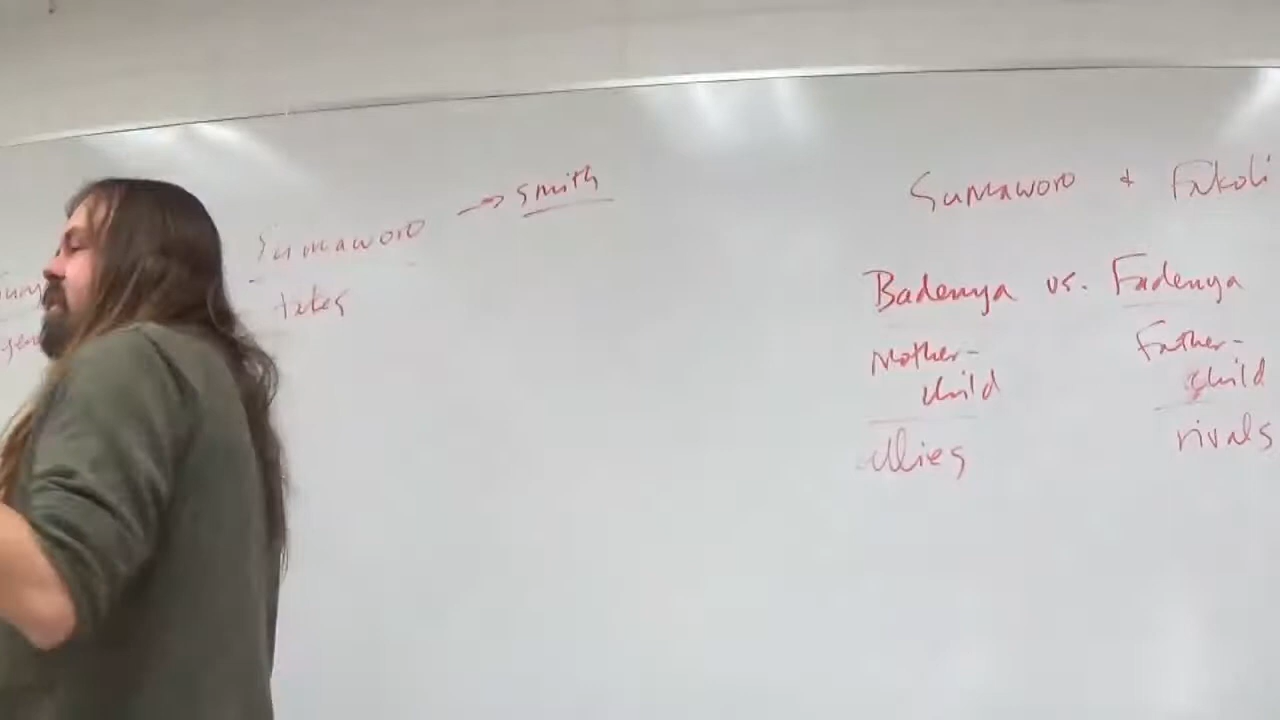 Sumaworo → smith
takes
Sumaworo + Fakoli
Badenya vs. Fadenya
Mother-child
Father-child
allies
rivals